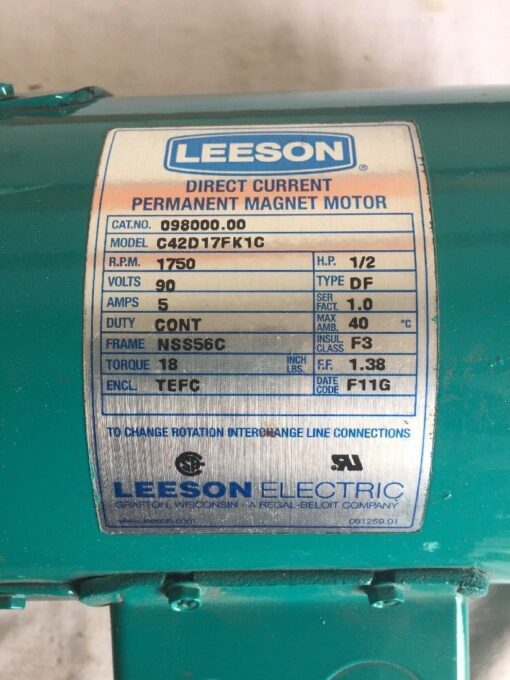 LEESON
®
DIRECT CURRENT
PERMANENT MAGNET MOTOR
CAT.NO. 098000.00
MODEL C42D17FK1C
R.P.M. 1750 H.P. 1/2
VOLTS 90 TYPE DF
AMPS 5 SER FACT. 1.0
DUTY CONT MAX AMB. 40 °C
FRAME NSS56C INSUL CLASS F3
TORQUE 18 INCH LBS. F.F. 1.38
ENCL. TEFC DATE CODE F11G
TO CHANGE ROTATION INTERCHANGE LINE CONNECTIONS
LEESON ELECTRIC
GRAFTON, WISCONSIN - A REGAL-BELOIT COMPANY
www.leeson.com 081259.01